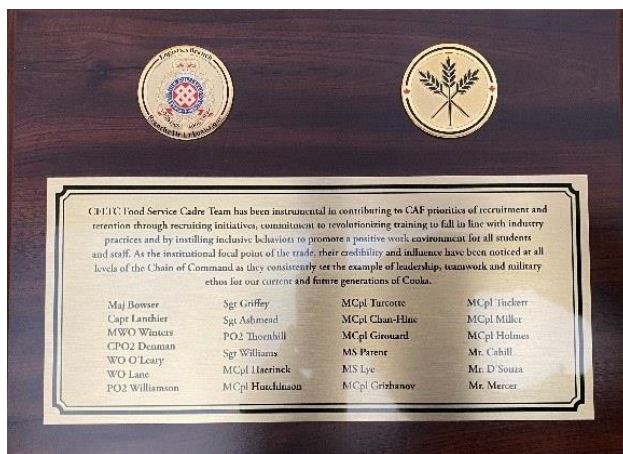 Logistics Branch
Branche de la logistique
CFLTC Food Service Cadre Team has been instrumental in contributing to CAF priorities of recruitment and
retention through recruiting initiatives, commitment to revolutionizing training to fall in line with industry
practices and by instilling inclusive behaviors to promote a positive work environment for all students
and staff. As the institutional focal point of the trade, their credibility and influence have been noticed at all
levels of the Chain of Command as they consistently set the example of leadership, teamwork and military
ethos for our current and future generations of Cooks.
Maj Bowser
Capt Lanthier
MWO Winters
CPO2 Denman
WO O'Leary
WO Lane
PO2 Williamson
Sgt Griffey
Sgt Ashmead
PO2 Thornhill
Sgt Williams
MCpl Haerinck
MCpl Hutchinson
MCpl Turcotte
MCpl Chan-Hine
MCpl Girouard
MS Parent
MS Lye
MCpl Grizhanov
MCpl Tuckett
MCpl Miller
MCpl Holmes
Mr. Cahill
Mr. D'Souza
Mr. Mercer